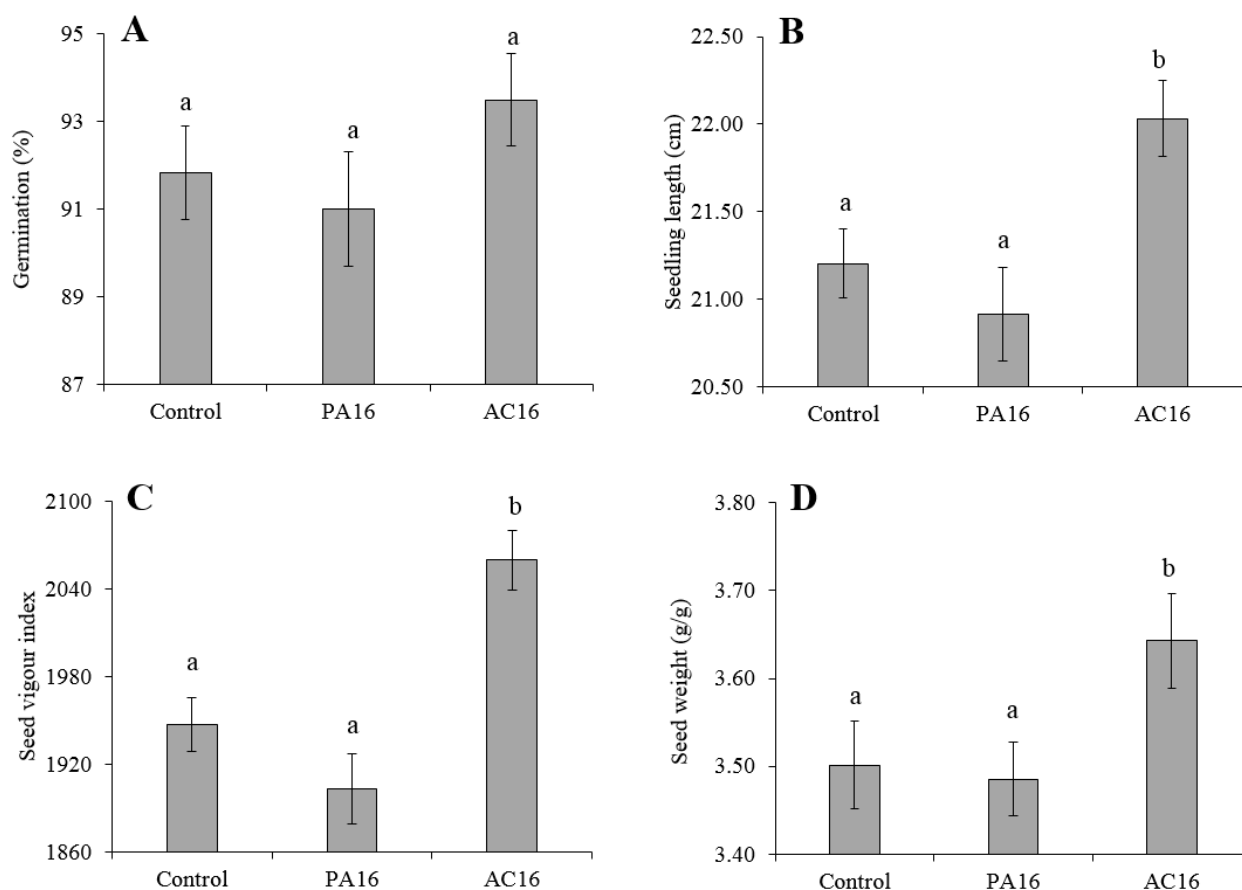 A
95
93
91
89
87
Germination (%)
a
a
a
Control
PA16
AC16
B
22.50
22.00
21.50
21.00
20.50
Seedling length (cm)
a
a
b
Control
PA16
AC16
C
2100
2040
1980
1920
1860
Seed vigour index
a
a
b
Control
PA16
AC16
D
3.80
3.70
3.60
3.50
3.40
Seed weight (g/g)
a
a
b
Control
PA16
AC16